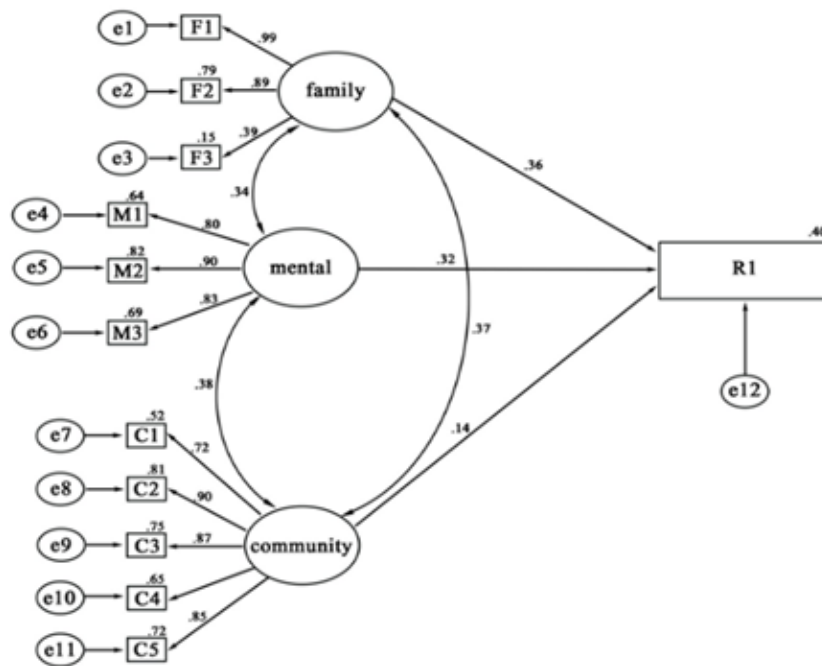 e1 F1 .99
.79
e2 F2 .89 family
.15
e3 F3 .39
.36
.34
.64
e4 M1 .80
.82
e5 M2 .90 mental .32 R1
.69
e6 M3 .83
.37
.38
e12
.52
e7 C1 .72
.14
.81
e8 C2 .90
.75
e9 C3 .87 community
.65
e10 C4
.85
.72
e11 C5